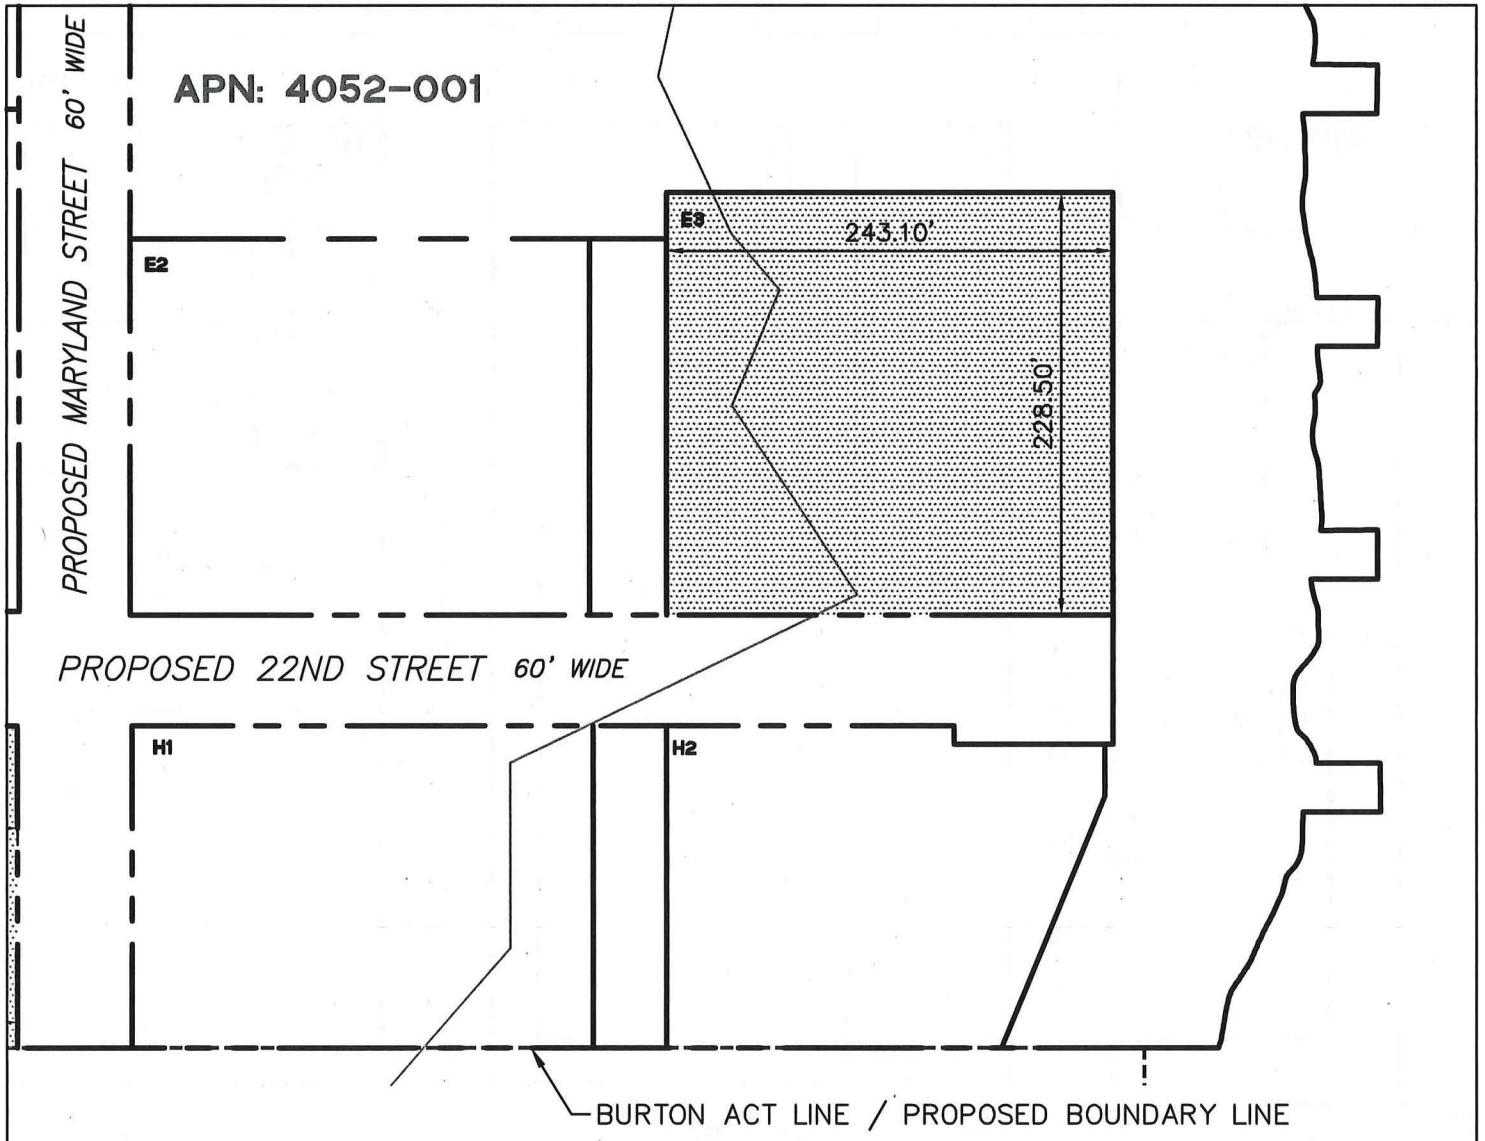 PROPOSED MARYLAND STREET 60' WIDE
APN: 4052-001
E3
243.10'
E2
228.50'
PROPOSED 22ND STREET 60' WIDE
H1
H2
BURTON ACT LINE / PROPOSED BOUNDARY LINE